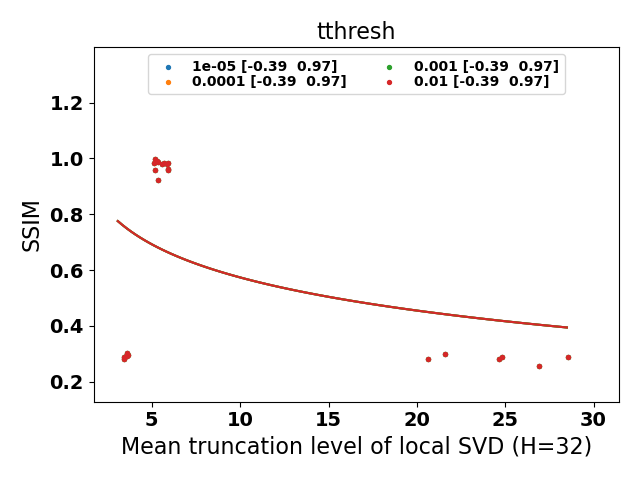 tthresh
1e-05 [-0.39  0.97]
0.0001 [-0.39  0.97]
0.001 [-0.39  0.97]
0.01 [-0.39  0.97]
SSIM
1.2
1.0
0.8
0.6
0.4
0.2
5 10 15 20 25 30
Mean truncation level of local SVD (H=32)